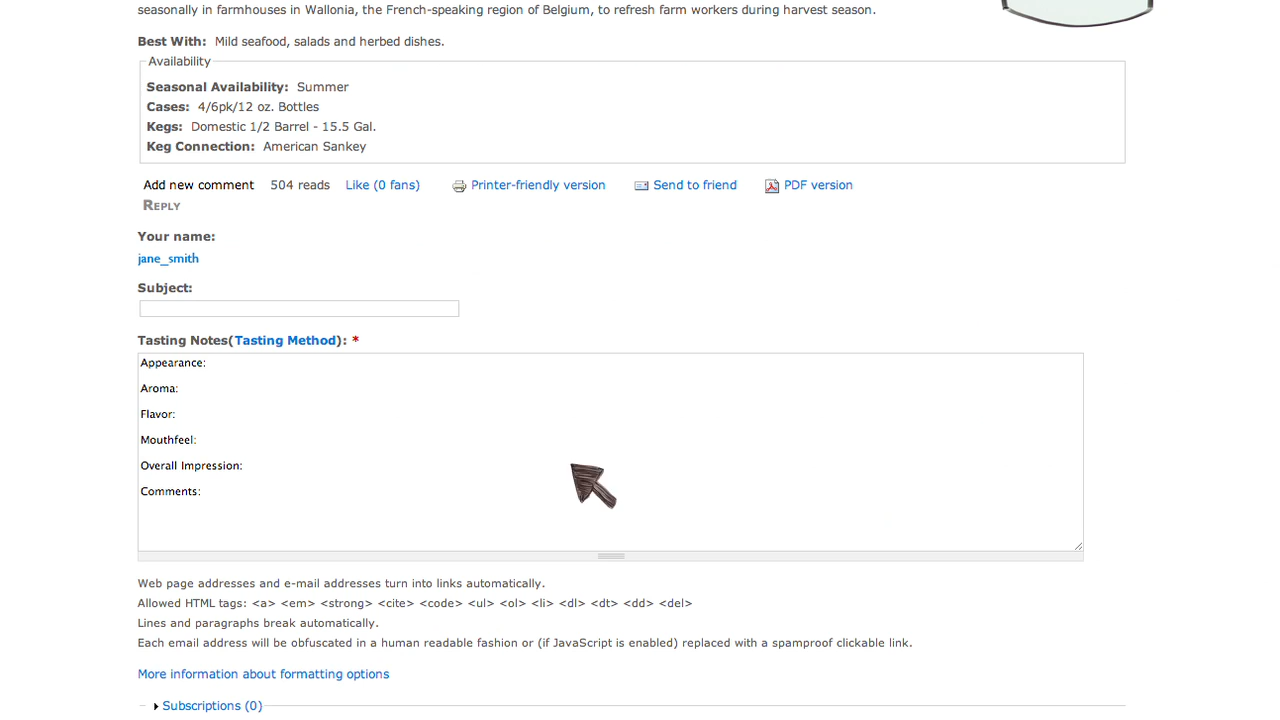 seasonally in farmhouses in Wallonia, the French-speaking region of Belgium, to refresh farm workers during harvest season.
Best With: Mild seafood, salads and herbed dishes.
Availability
Seasonal Availability: Summer
Cases: 4/6pk/12 oz. Bottles
Kegs: Domestic 1/2 Barrel - 15.5 Gal.
Keg Connection: American Sankey
Add new comment 504 reads Like (0 fans) Printer-friendly version Send to friend PDF version
REPLY
Your name:
jane_smith
Subject:
Tasting Notes(Tasting Method): *
Appearance:
Aroma:
Flavor:
Mouthfeel:
Overall Impression:
Comments:
Web page addresses and e-mail addresses turn into links automatically.
Allowed HTML tags: <a> <em> <strong> <cite> <code> <ul> <ol> <li> <dl> <dt> <dd> <del>
Lines and paragraphs break automatically.
Each email address will be obfuscated in a human readable fashion or (if JavaScript is enabled) replaced with a spamproof clickable link.
More information about formatting options
Subscriptions (0)